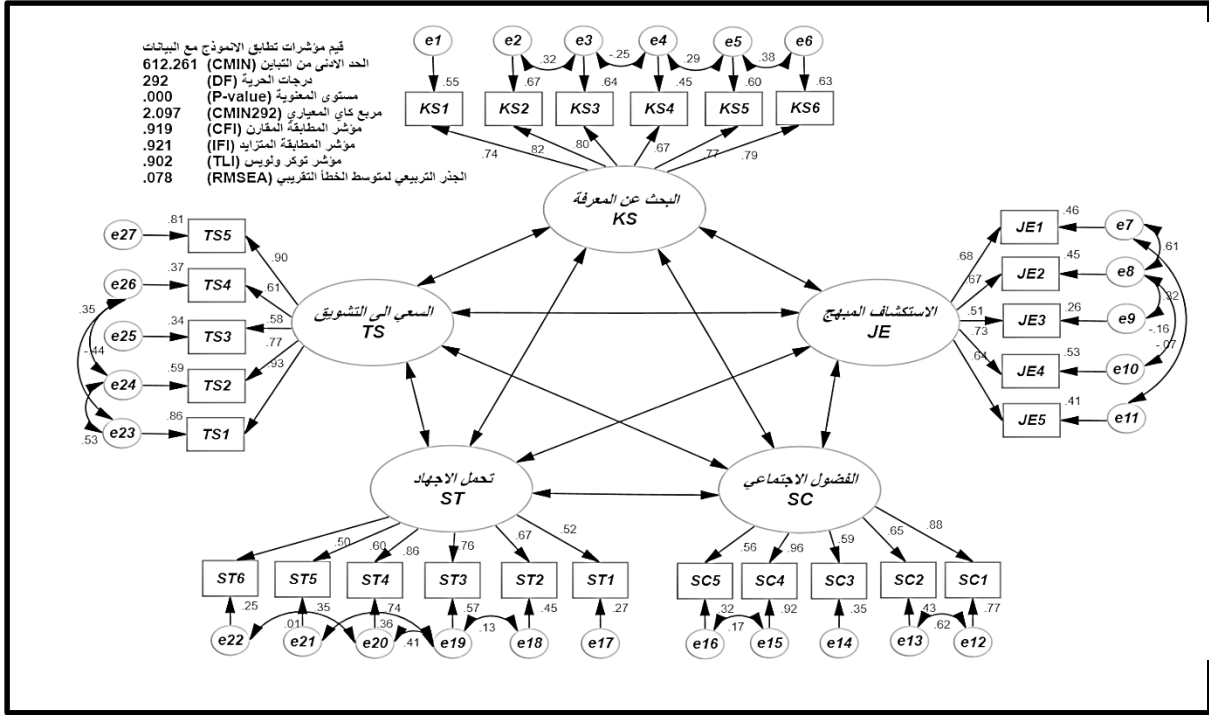 قيم مؤشرات تطابق الانموذج مع البيانات
الحد الادنى من التباين (CMIN) 612.261
درجات الحرية (DF) 292
مستوى المعنوية (P-value) .000
مربع كاي المعياري (CMIN292) 2.097
مؤشر المطابقة المقارن (CFI) .919
مؤشر المطابقة المتزايد (IFI) .921
مؤشر توكر ولويس (TLI) .902
الجذر التربيعي لمتوسط الخطأ التقريبي (RMSEA) .078
e1 e2 e3 e4 e5 e6
.32 -.25 .29 .38
.55 .67 .64 .45 .60 .63
KS1 KS2 KS3 KS4 KS5 KS6
.74 .82 .80 .67 .77 .79
البحث عن المعرفة
KS
e27 .81 TS5
e26 .37 TS4
e25 .34 TS3
e24 .59 TS2
e23 .86 TS1
.35 -.44 .53
.90 .61 .58 .77 .93
السعي الى التشويق
TS
الاستكشاف المبهج
JE
.68 .67 .51 .73 .64
JE1 .46 e7
JE2 .45 e8
JE3 .26 e9
JE4 .53 e10
JE5 .41 e11
.61 .32 -.16 -.07
تحمل الاجهاد
ST
الفضول الاجتماعي
SC
.50 .60 .86 .76 .67 .52
ST6 ST5 ST4 ST3 ST2 ST1
.25 .35 .74 .57 .45 .27
.01 .36 .41 .13
e22 e21 e20 e19 e18 e17
.56 .96 .59 .65 .88
SC5 SC4 SC3 SC2 SC1
.32 .92 .35 .43 .77
.17 .62
e16 e15 e14 e13 e12